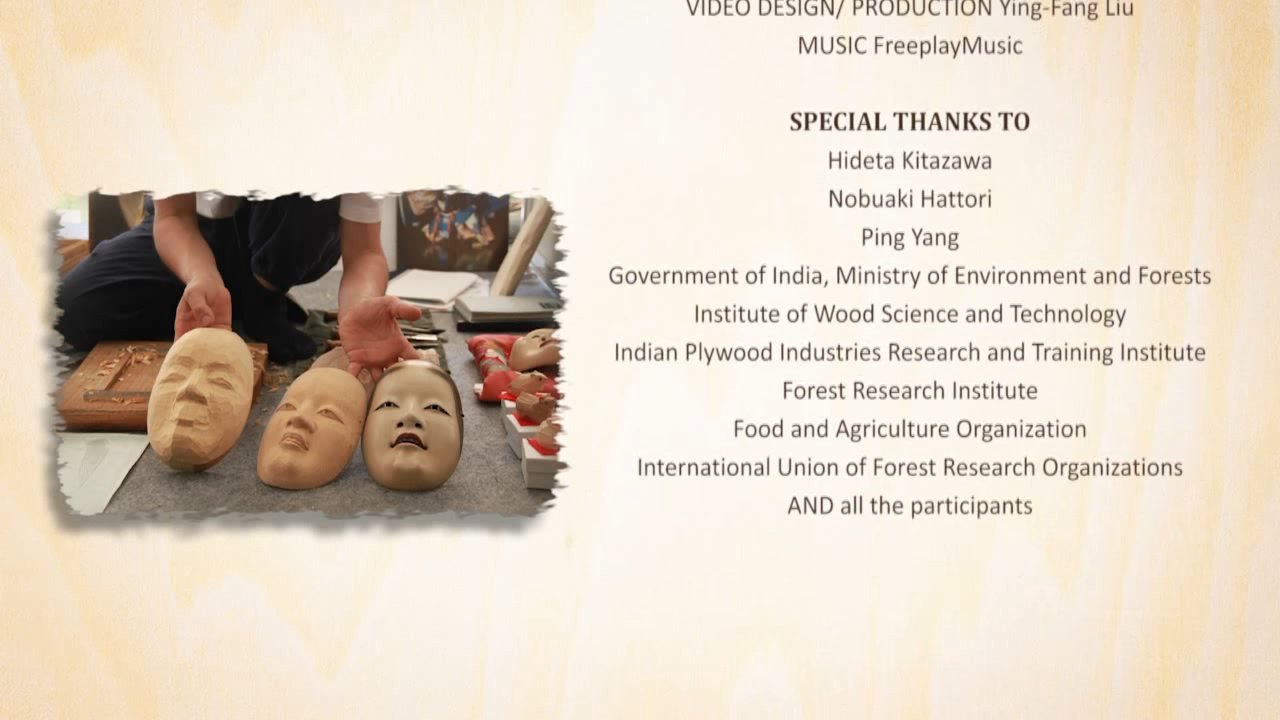 VIDEO DESIGN/ PRODUCTION Ying-Fang Liu
MUSIC FreeplayMusic
SPECIAL THANKS TO
Hideta Kitazawa
Nobuaki Hattori
Ping Yang
Government of India, Ministry of Environment and Forests
Institute of Wood Science and Technology
Indian Plywood Industries Research and Training Institute
Forest Research Institute
Food and Agriculture Organization
International Union of Forest Research Organizations
AND all the participants